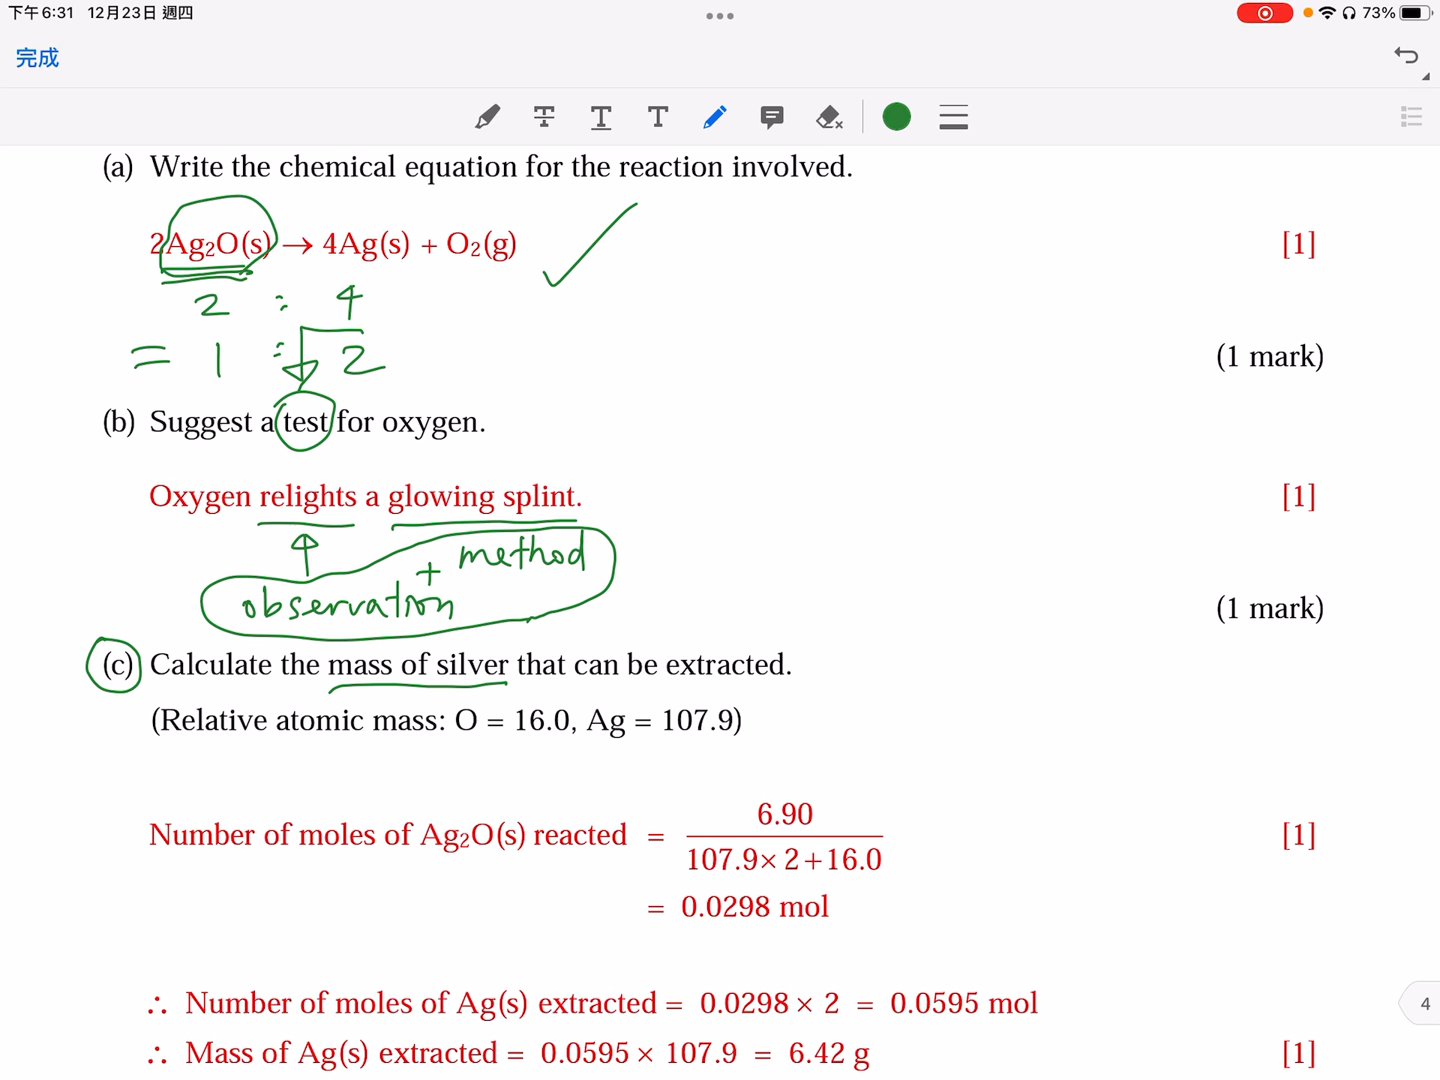 下午6:31 12月23日 週四 73%
完成
(a) Write the chemical equation for the reaction involved.
2Ag₂O(s) → 4Ag(s) + O₂(g) [1]
2 : 4
= 1 : 2 (1 mark)
(b) Suggest a test for oxygen.
Oxygen relights a glowing splint. [1]
+ method
observation (1 mark)
(c) Calculate the mass of silver that can be extracted.
(Relative atomic mass: O = 16.0, Ag = 107.9)
6.90
Number of moles of Ag₂O(s) reacted = [1]
107.9× 2+16.0
= 0.0298 mol
∴ Number of moles of Ag(s) extracted = 0.0298 × 2 = 0.0595 mol
4
∴ Mass of Ag(s) extracted = 0.0595 × 107.9 = 6.42 g [1]